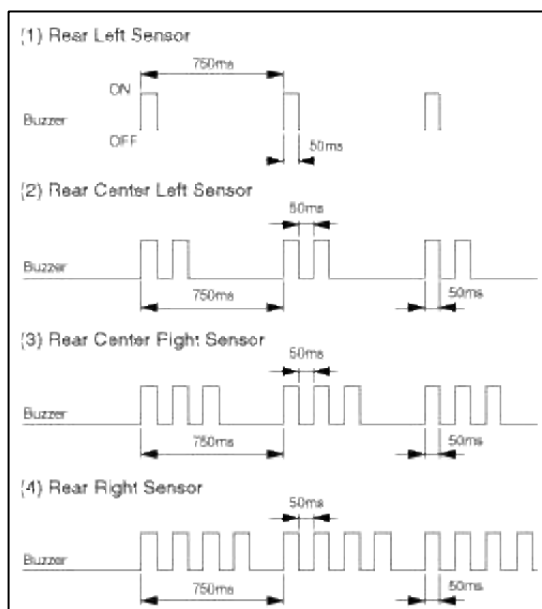 (1) Rear Left Sensor
750ms
ON
Buzzer
OFF
50ms
(2) Rear Center Left Sensor
50ms
Buzzer
750ms
50ms
(3) Rear Center Right Sensor
50ms
Buzzer
750ms
50ms
(4) Rear Right Sensor
50ms
Buzzer
750ms
50ms